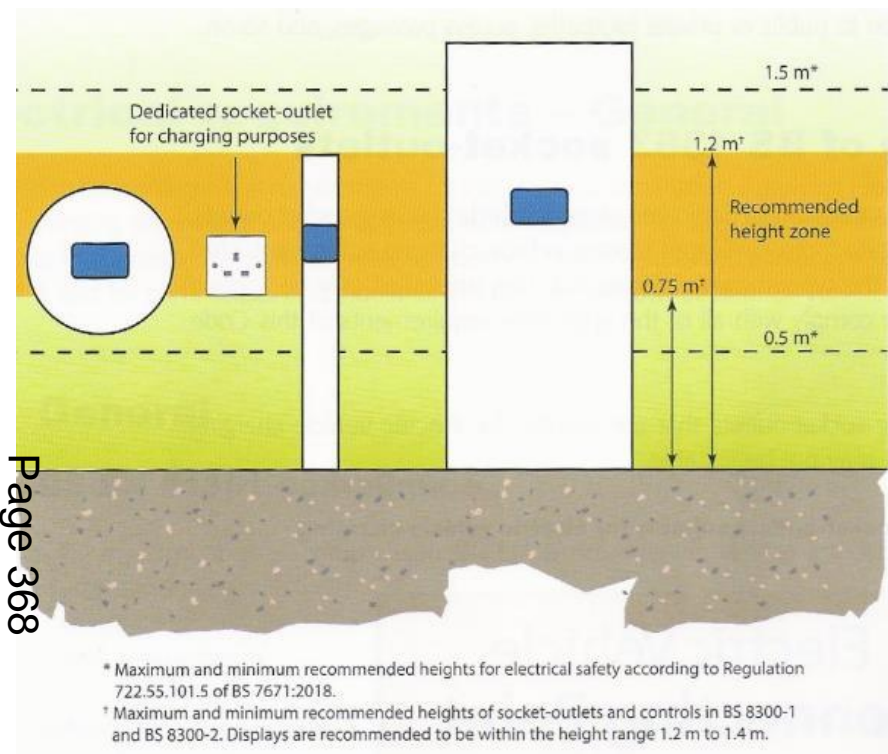 1.5 m*
Dedicated socket-outlet
for charging purposes
1.2 m†
Recommended
height zone
0.75 m†
0.5 m*
Page 368
* Maximum and minimum recommended heights for electrical safety according to Regulation
722.55.101.5 of BS 7671:2018.
† Maximum and minimum recommended heights of socket-outlets and controls in BS 8300-1
and BS 8300-2. Displays are recommended to be within the height range 1.2 m to 1.4 m.